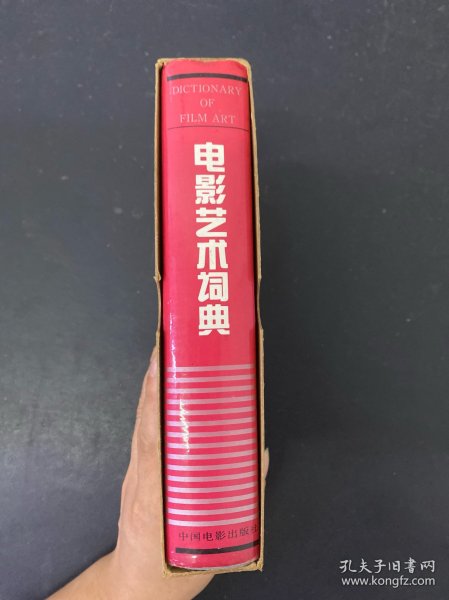 DICTIONARY
OF
FILM ART
电影艺术词典
中国电影出版社
孔夫子旧书网
www.kongfz.com